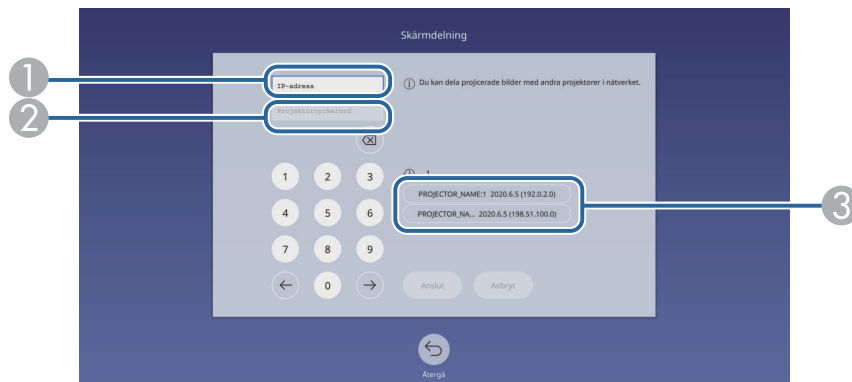 Skärmdelning
1
IP-adress
Du kan dela projicerade bilder med andra projektorer i nätverket.
2
Projektornyckelord
1 2 3
1
PROJECTOR_NAME:1 2020.6.5 (192.0.2.0)
3
4 5 6
PROJECTOR_NA... 2020.6.5 (198.51.100.0)
7 8 9
← 0 →
Anslut Avbryt
Återgå